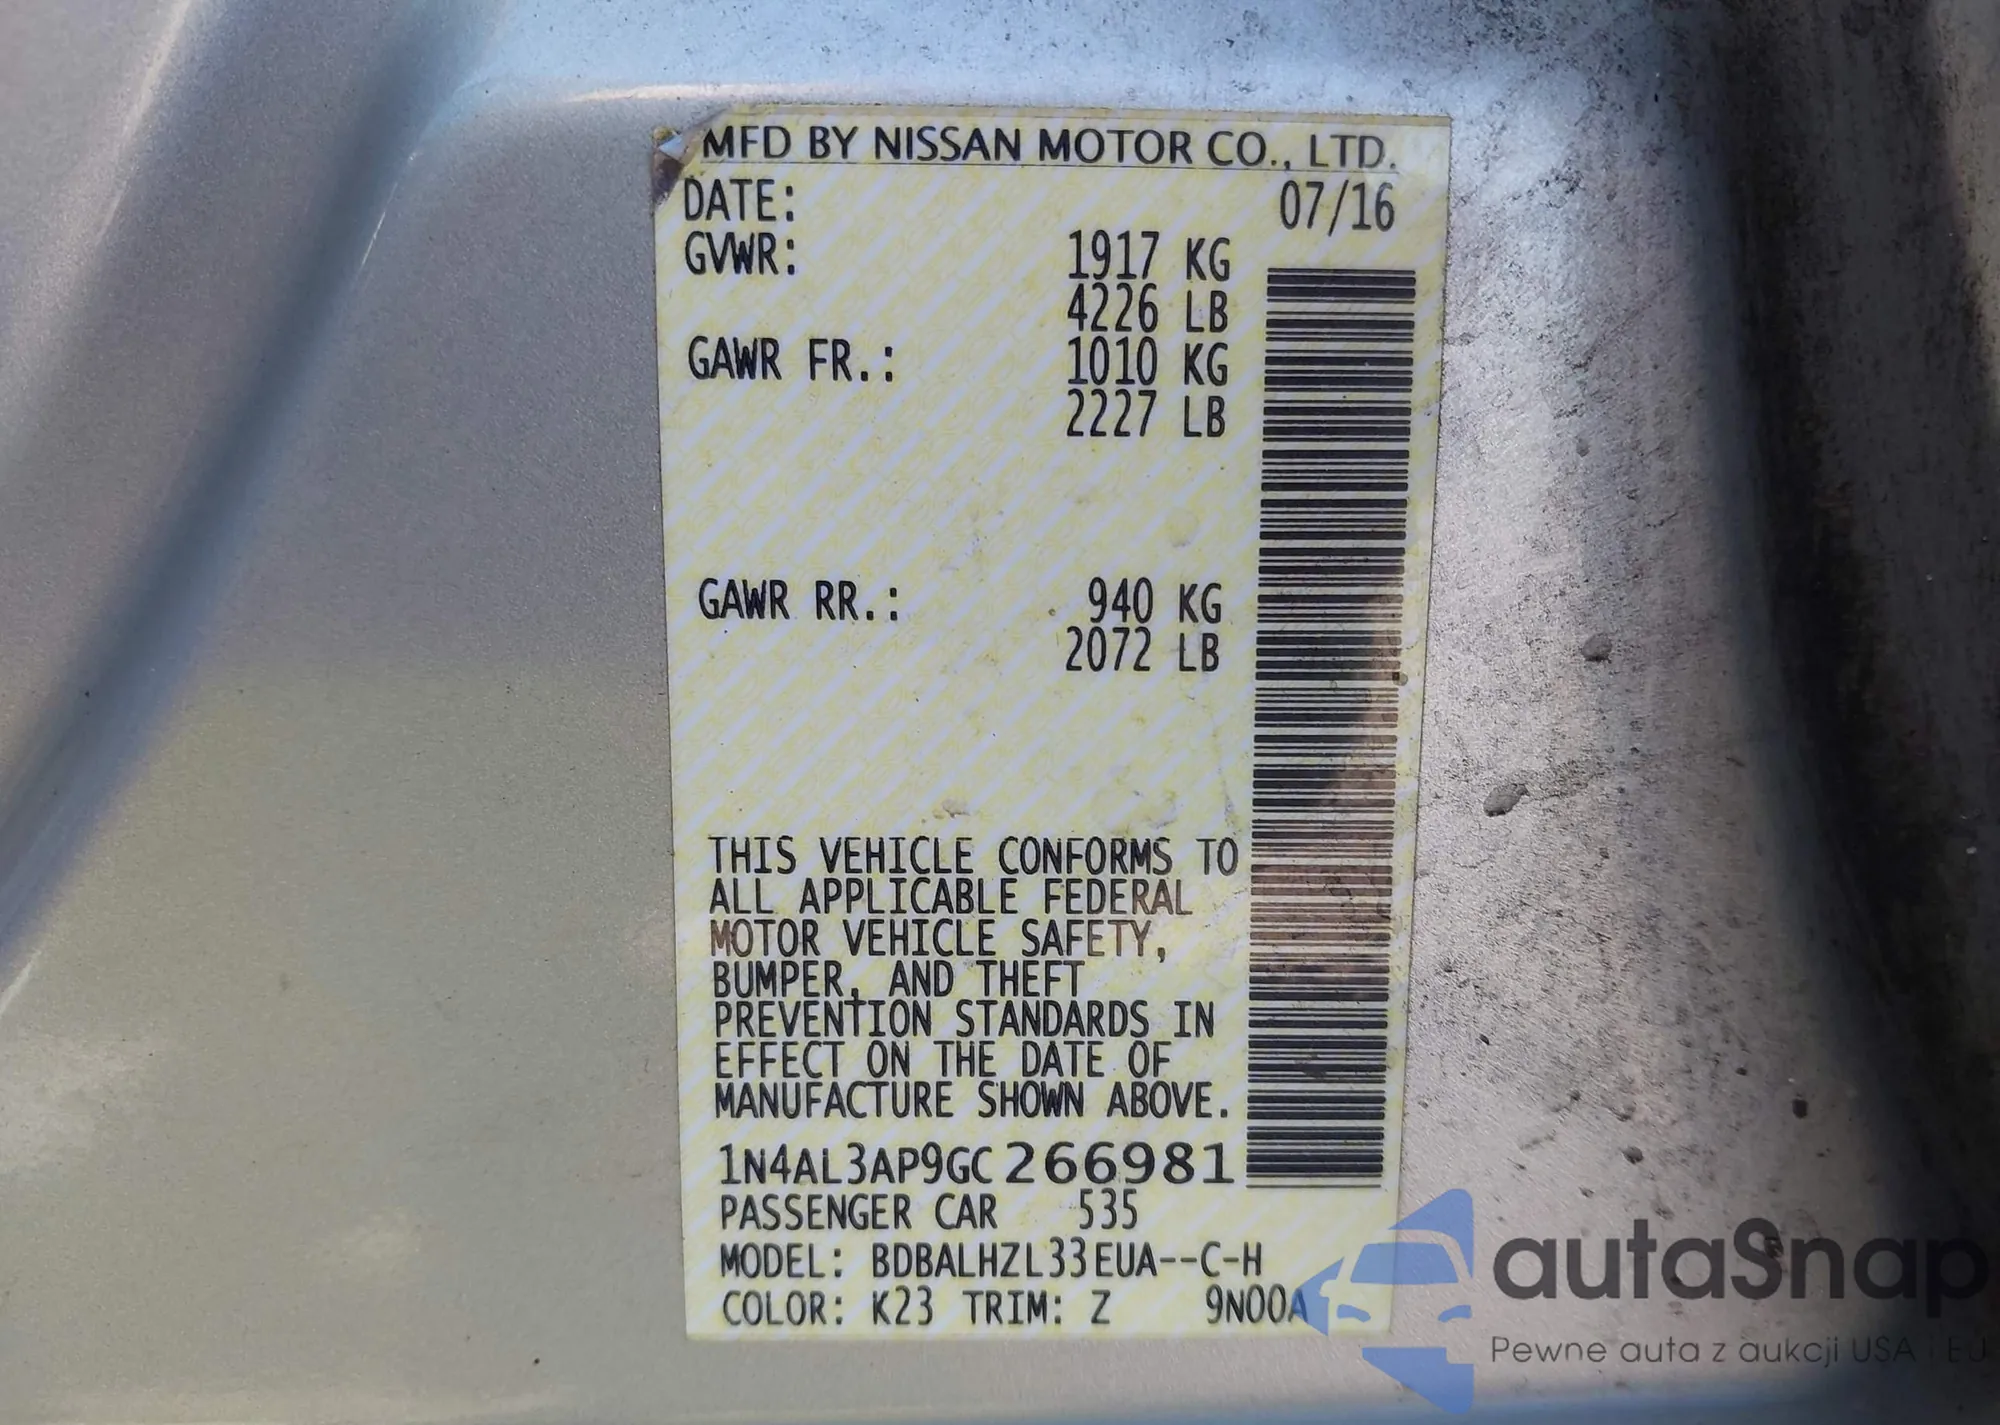 MFD BY NISSAN MOTOR CO., LTD.
DATE: 07/16
GVWR: 1917 KG
4226 LB
GAWR FR.: 1010 KG
2227 LB
GAWR RR.: 940 KG
2072 LB
THIS VEHICLE CONFORMS TO
ALL APPLICABLE FEDERAL
MOTOR VEHICLE SAFETY,
BUMPER, AND THEFT
PREVENTION STANDARDS IN
EFFECT ON THE DATE OF
MANUFACTURE SHOWN ABOVE.
1N4AL3AP9GC266981
PASSENGER CAR 535
MODEL: BDBALHZL33EUA--C-H
COLOR: K23 TRIM: Z 9N00A
autaSnap
Pewne auta z aukcji USA i EU